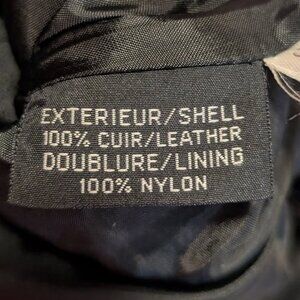 EXTERIEUR/SHELL
100% CUIR/LEATHER
DOUBLURE/LINING
100% NYLON